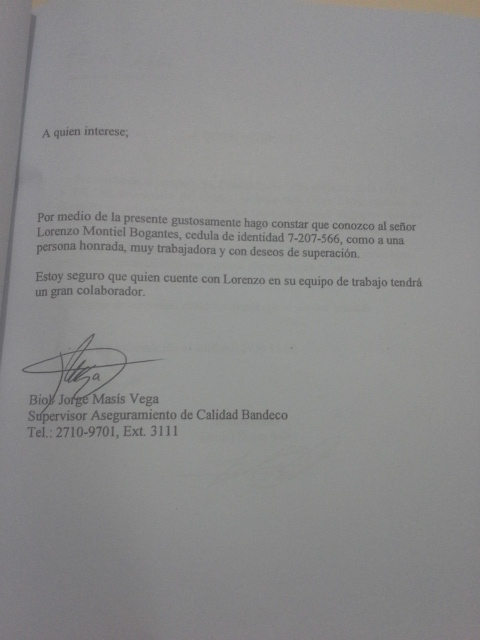 A quien interese;
Por medio de la presente gustosamente hago constar que conozco al señor
Lorenzo Montiel Bogantes, cedula de identidad 7-207-566, como a una
persona honrada, muy trabajadora y con deseos de superación.
Estoy seguro que quien cuente con Lorenzo en su equipo de trabajo tendrá
un gran colaborador.
Jorge Masís Vega
Supervisor Aseguramiento de Calidad Bandeco
Tel.: 2710-9701, Ext. 3111